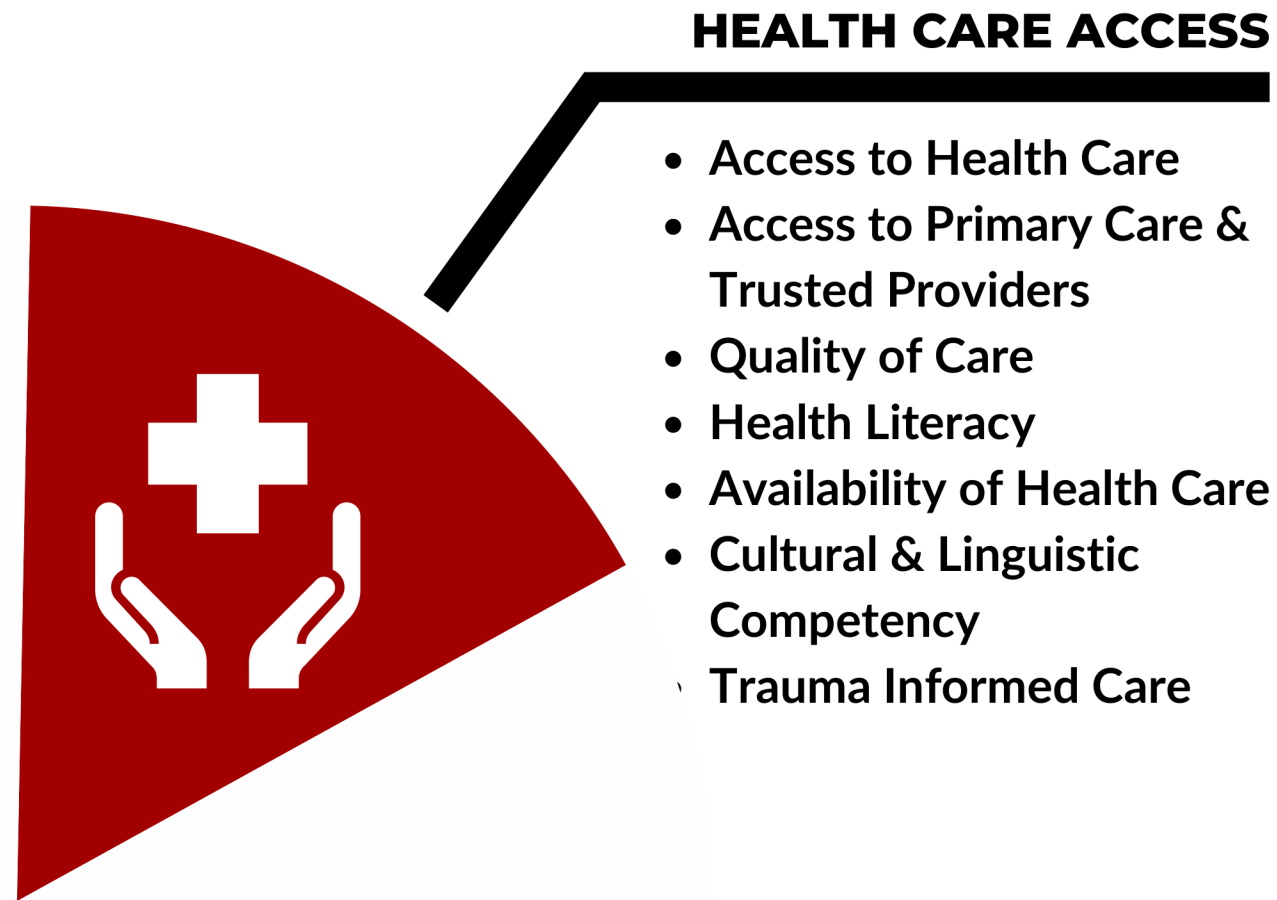 HEALTH CARE ACCESS
• Access to Health Care
• Access to Primary Care &
Trusted Providers
• Quality of Care
• Health Literacy
• Availability of Health Care
• Cultural & Linguistic
Competency
Trauma Informed Care